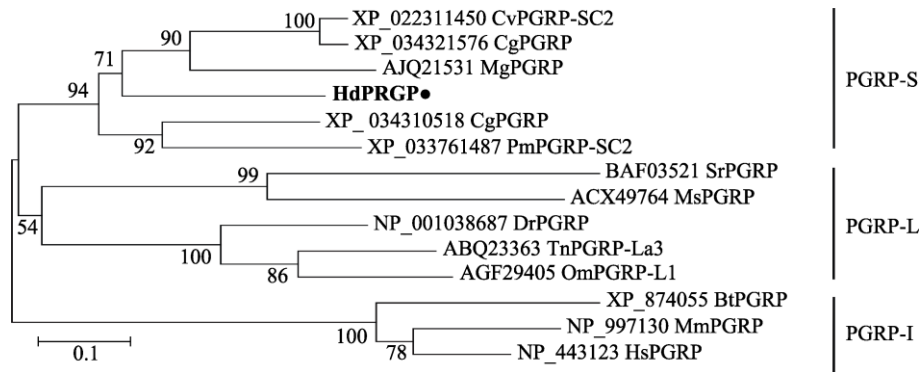 100
XP_022311450 CvPGRP-SC2
90
XP_034321576 CgPGRP
71
AJQ21531 MgPGRP
94
HdPRGP●
PGRP-S
XP_ 034310518 CgPGRP
92
XP_033761487 PmPGRP-SC2
99
BAF03521 SrPGRP
ACX49764 MsPGRP
54
NP_001038687 DrPGRP
PGRP-L
100
ABQ23363 TnPGRP-La3
86
AGF29405 OmPGRP-L1
XP_874055 BtPGRP
100
NP_997130 MmPGRP
PGRP-I
78
NP_443123 HsPGRP
0.1